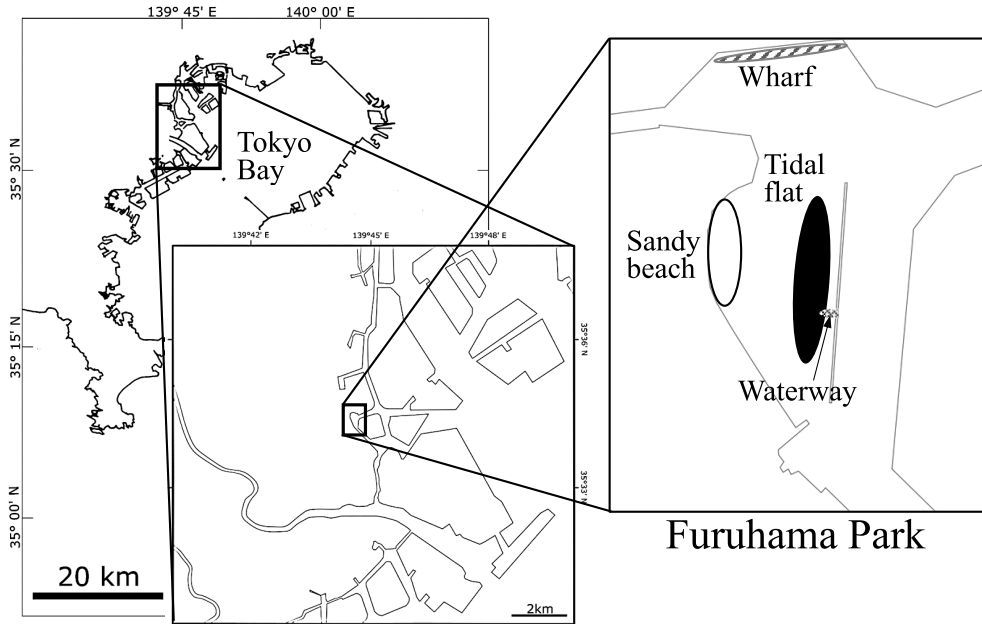 139° 45' E
140° 00' E
35° 30' N
35° 15' N
35° 00' N
Tokyo
Bay
20 km
139°42' E
139°45' E
139°48' E
35°36' N
35°33' N
2km
Wharf
Tidal
flat
Sandy
beach
Waterway
Furuhama Park